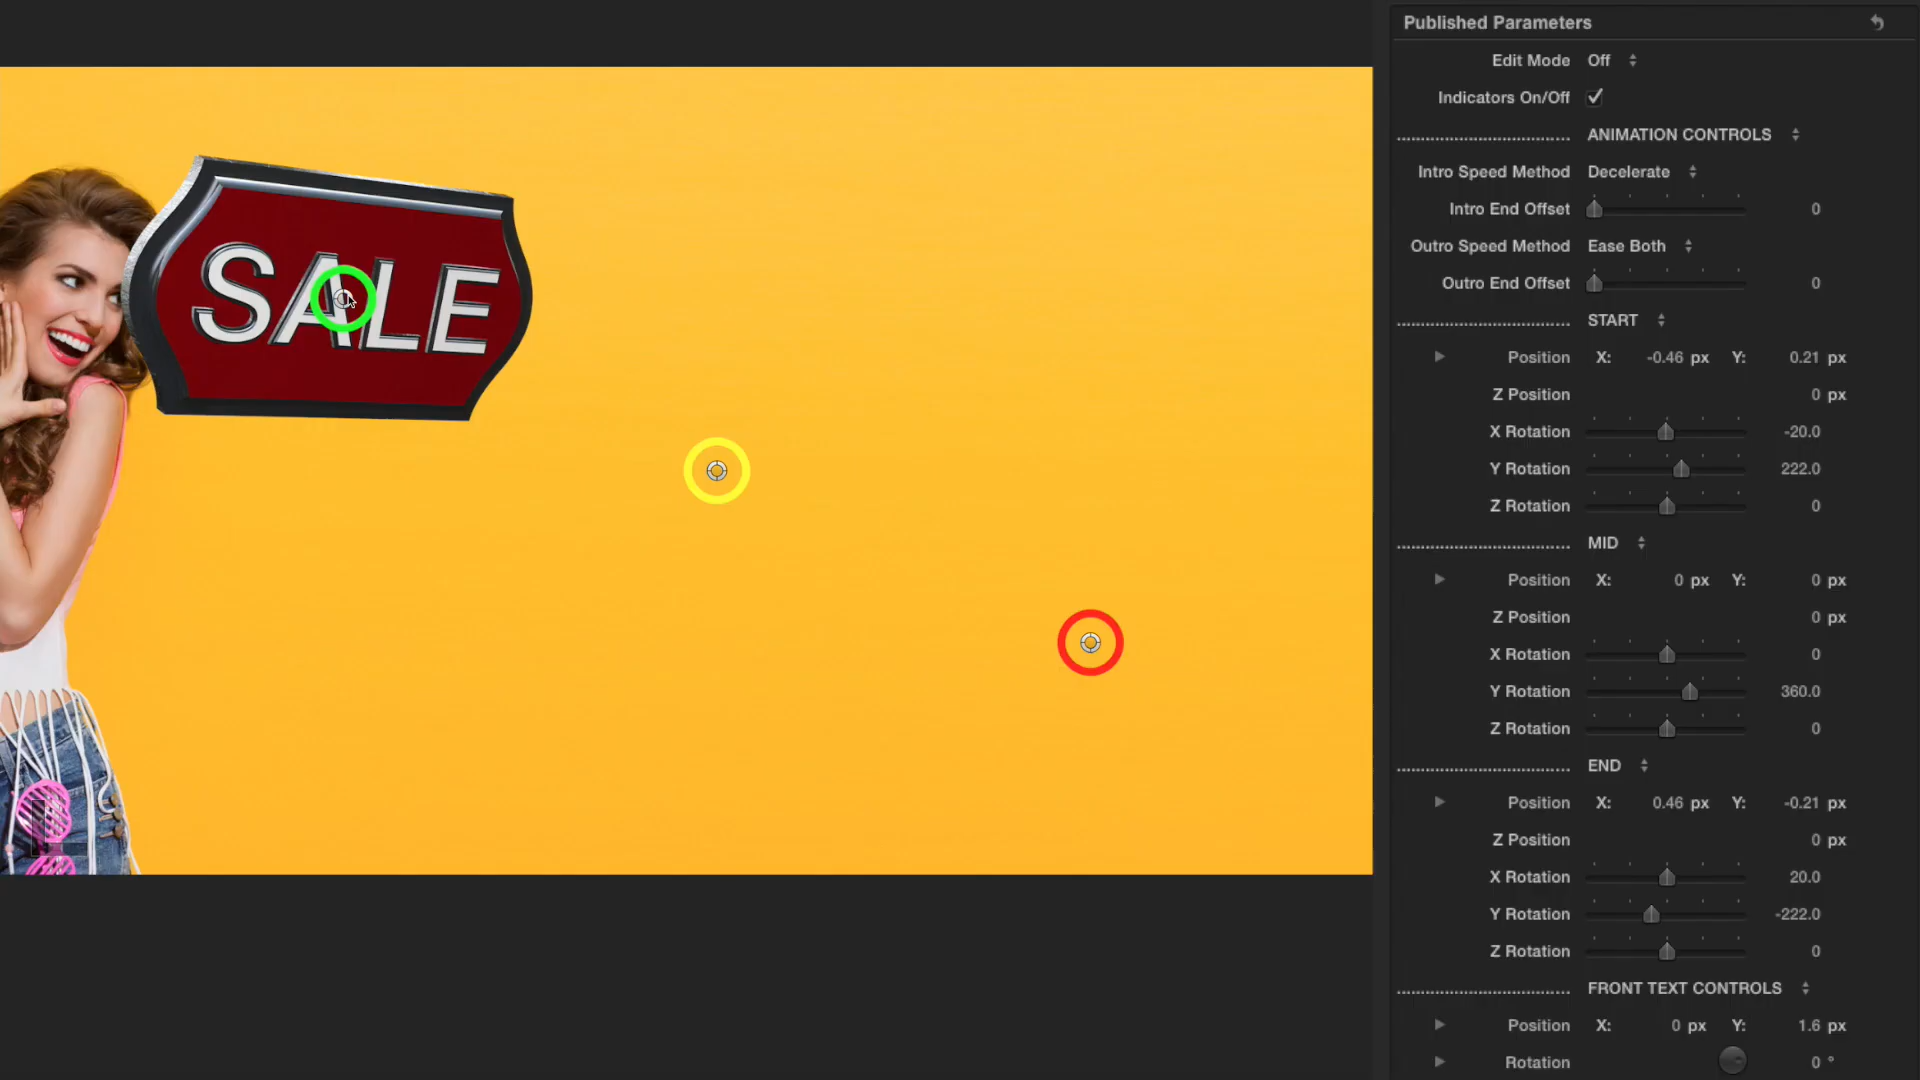 SALE
Published Parameters
Edit Mode Off
Indicators On/Off
ANIMATION CONTROLS
Intro Speed Method Decelerate
Intro End Offset 0
Outro Speed Method Ease Both
Outro End Offset 0
START
Position X: -0.46 px Y: 0.21 px
Z Position 0 px
X Rotation -20.0
Y Rotation 222.0
Z Rotation 0
MID
Position X: 0 px Y: 0 px
Z Position 0 px
X Rotation 0
Y Rotation 360.0
Z Rotation 0
END
Position X: 0.46 px Y: -0.21 px
Z Position 0 px
X Rotation 20.0
Y Rotation -222.0
Z Rotation 0
FRONT TEXT CONTROLS
Position X: 0 px Y: 1.6 px
Rotation 0 °